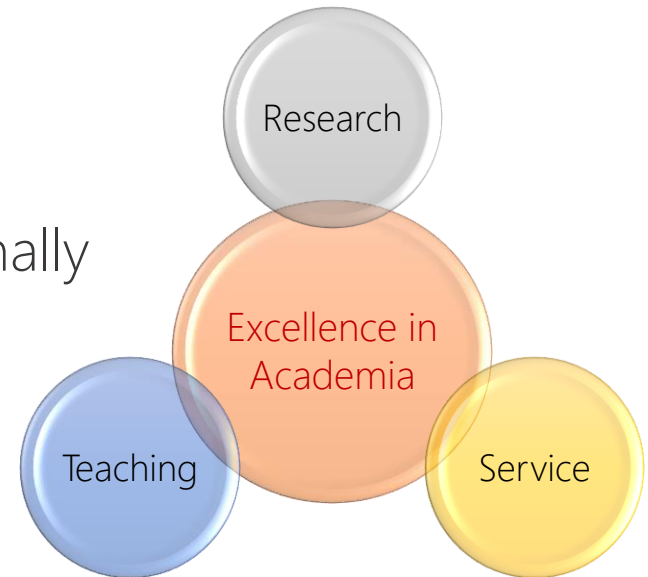 Research
nally
Excellence in
Academia
Teaching
Service